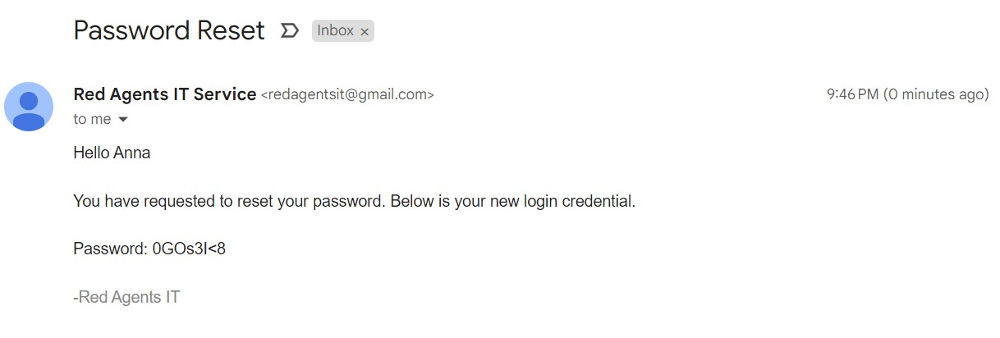 Password Reset Inbox ×
Red Agents IT Service <redagentsit@gmail.com> 9:46 PM (0 minutes ago)
to me
Hello Anna
You have requested to reset your password. Below is your new login credential.
Password: 0GOs3I<8
-Red Agents IT